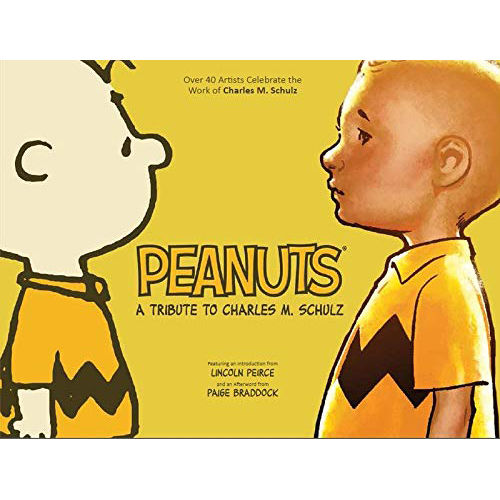 Over 40 Artists Celebrate the
Work of Charles M. Schulz
PEANUTS®
A TRIBUTE TO CHARLES M. SCHULZ
Featuring an Introduction from
LINCOLN PEIRCE
and an Afterword from
PAIGE BRADDOCK